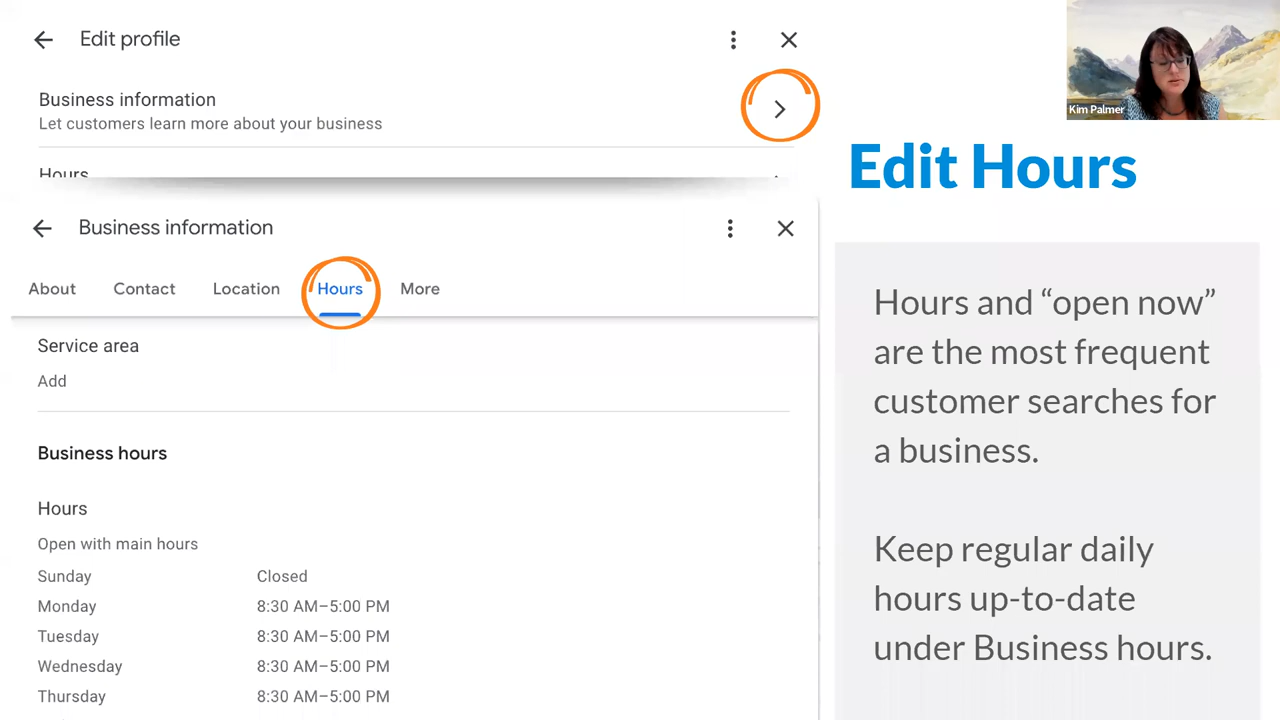 Edit profile
Business information
Let customers learn more about your business
Hours
Business information
About Contact Location Hours More
Service area
Add
Business hours
Hours
Open with main hours
Sunday Closed
Monday 8:30 AM–5:00 PM
Tuesday 8:30 AM–5:00 PM
Wednesday 8:30 AM–5:00 PM
Thursday 8:30 AM–5:00 PM
Kim Palmer
Edit Hours
Hours and “open now”
are the most frequent
customer searches for
a business.
Keep regular daily
hours up-to-date
under Business hours.